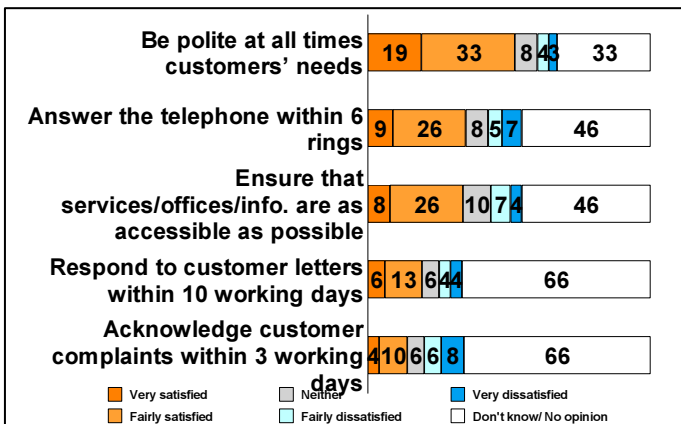 Be polite at all times
customers' needs
19 33 8 4 3 33
Answer the telephone within 6
rings
9 26 8 5 7 46
Ensure that
services/offices/info. are as
accessible as possible
8 26 10 7 4 46
Respond to customer letters
within 10 working days
6 13 6 4 4 66
Acknowledge customer
complaints within 3 working
days
4 10 6 6 8 66
Very satisfied Neither Very dissatisfied
Fairly satisfied Fairly dissatisfied Don't know/ No opinion